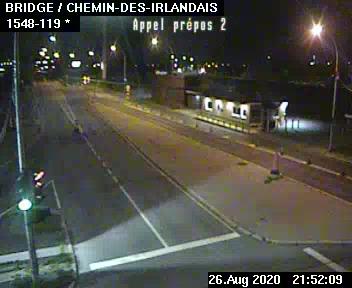 BRIDGE / CHEMIN-DES-IRLANDAIS
1548-119 *
Appel prépos 2
26.Aug 2020 21:52:09